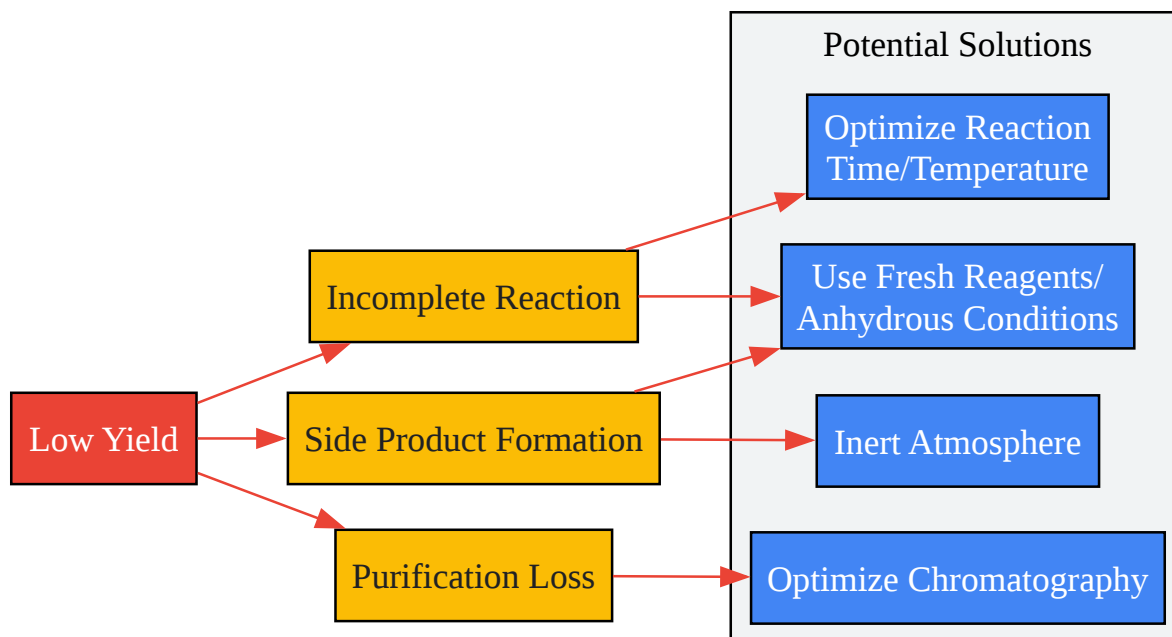 Potential Solutions
Optimize Reaction
Time/Temperature
Use Fresh Reagents/
Anhydrous Conditions
Incomplete Reaction
Low Yield
Side Product Formation
Inert Atmosphere
Purification Loss
Optimize Chromatography